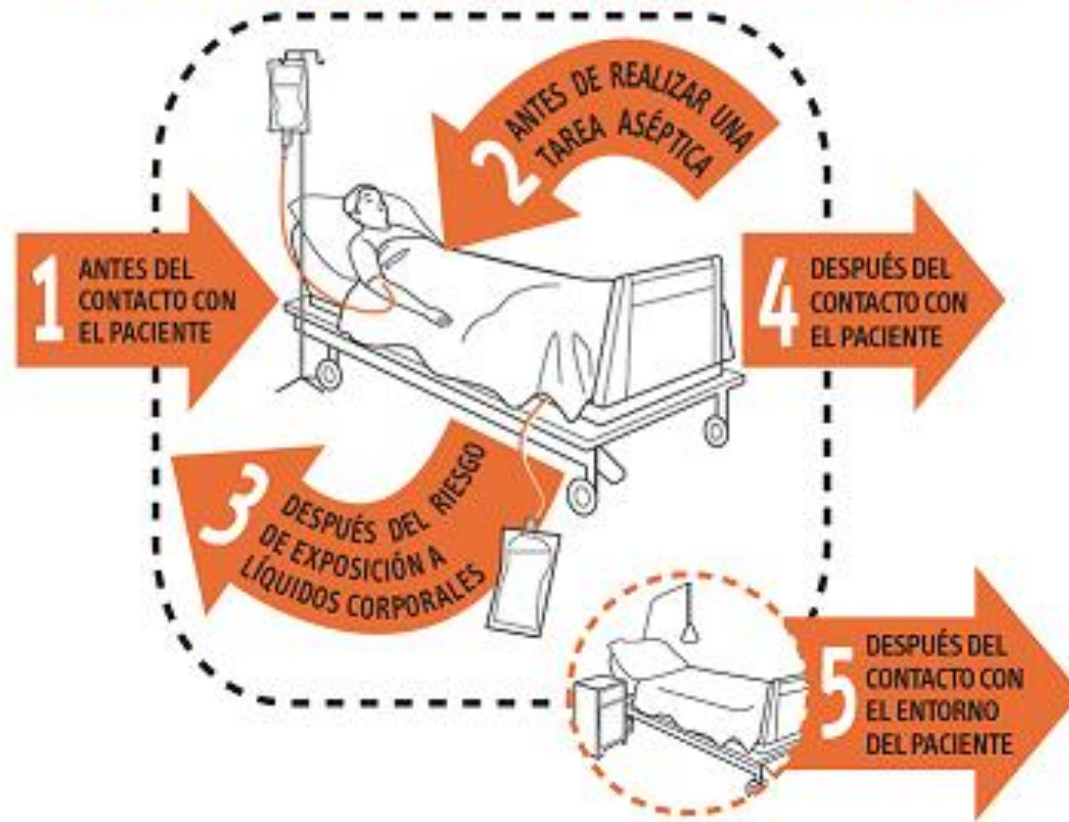 1
ANTES DEL
CONTACTO CON
EL PACIENTE
2
ANTES DE REALIZAR UNA
TAREA ASÉPTICA
3
DESPUÉS DEL RIESGO
DE EXPOSICIÓN A
LÍQUIDOS CORPORALES
4
DESPUÉS DEL
CONTACTO CON
EL PACIENTE
5
DESPUÉS DEL
CONTACTO CON
EL ENTORNO
DEL PACIENTE